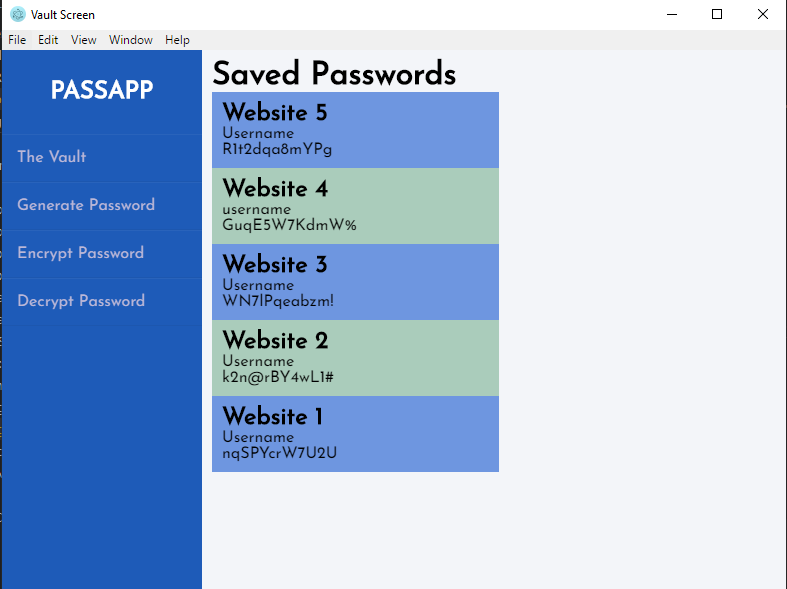 Vault Screen
File Edit View Window Help
PASSAPP
The Vault
Generate Password
Encrypt Password
Decrypt Password
Saved Passwords
Website 5
Username
R1t2dqa8mYPg
Website 4
username
GuqE5W7KdmW%
Website 3
Username
WN7lPqeabzm!
Website 2
Username
k2n@rBY4wL1#
Website 1
Username
nqSPYcrW7U2U